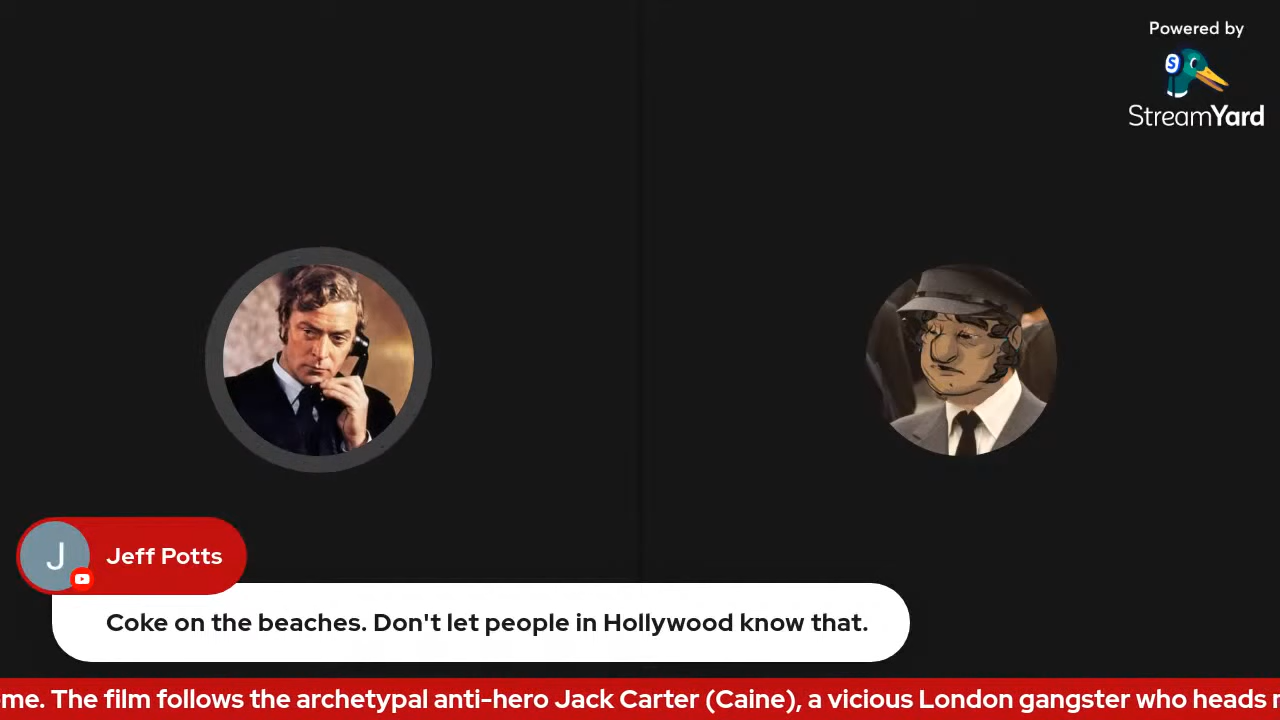 Powered by
S
StreamYard
J
Jeff Potts
Coke on the beaches. Don't let people in Hollywood know that.
me. The film follows the archetypal anti-hero Jack Carter (Caine), a vicious London gangster who heads